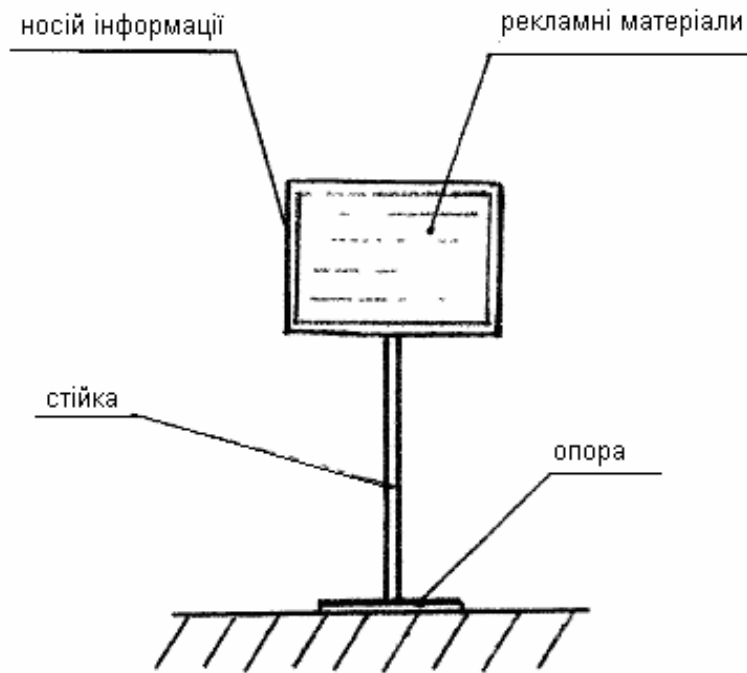 носій інформації
рекламні матеріали
стійка
опора